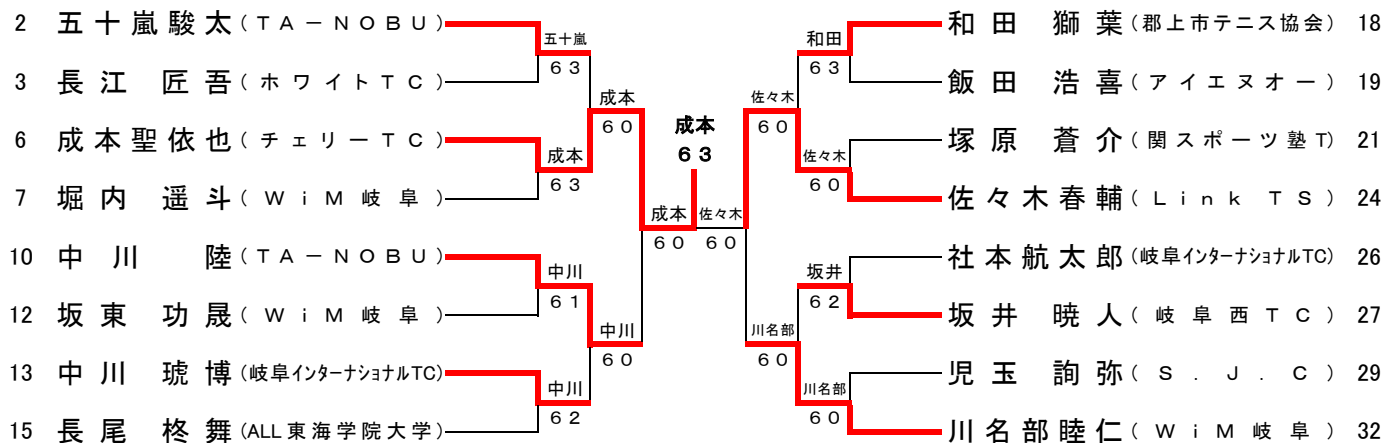 2 五十嵐駿太(TA－NOBU)
3 長江 匠吾(ホワイトTC)
6 成本聖依也(チェリーTC)
7 堀内 遥斗(WiM岐阜)
10 中川 陸(TA－NOBU)
12 坂東 功晟(WiM岐阜)
13 中川 琥博(岐阜インターナショナルTC)
15 長尾 柊舞(ALL東海学院大学)
五十嵐
63
成本
63
中川
61
中川
62
成本
60
中川
60
成本
60
成本
63
佐々木
60
佐々木
60
川名部
60
和田
63
佐々木
60
坂井
62
川名部
60
和田 獅葉(郡上市テニス協会) 18
飯田 浩喜(アイエヌオー) 19
塚原 蒼介(関スポーツ塾T) 21
佐々木春輔(Link TS) 24
社本航太郎(岐阜インターナショナルTC) 26
坂井 暁人(岐阜西TC) 27
児玉 詢弥(S.J.C) 29
川名部睦仁(WiM岐阜) 32